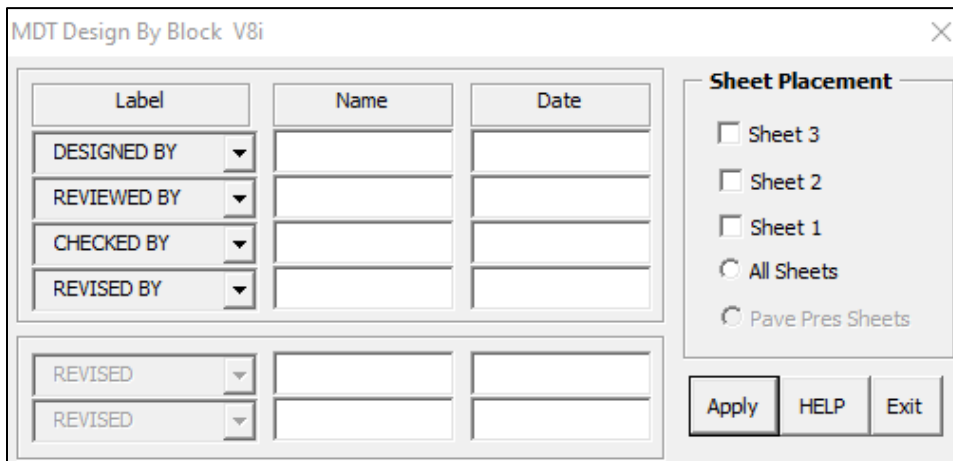 MDT Design By Block V8i
Label Name Date
DESIGNED BY
REVIEWED BY
CHECKED BY
REVISED BY
REVISED
REVISED
Sheet Placement
Sheet 3
Sheet 2
Sheet 1
All Sheets
Pave Pres Sheets
Apply HELP Exit